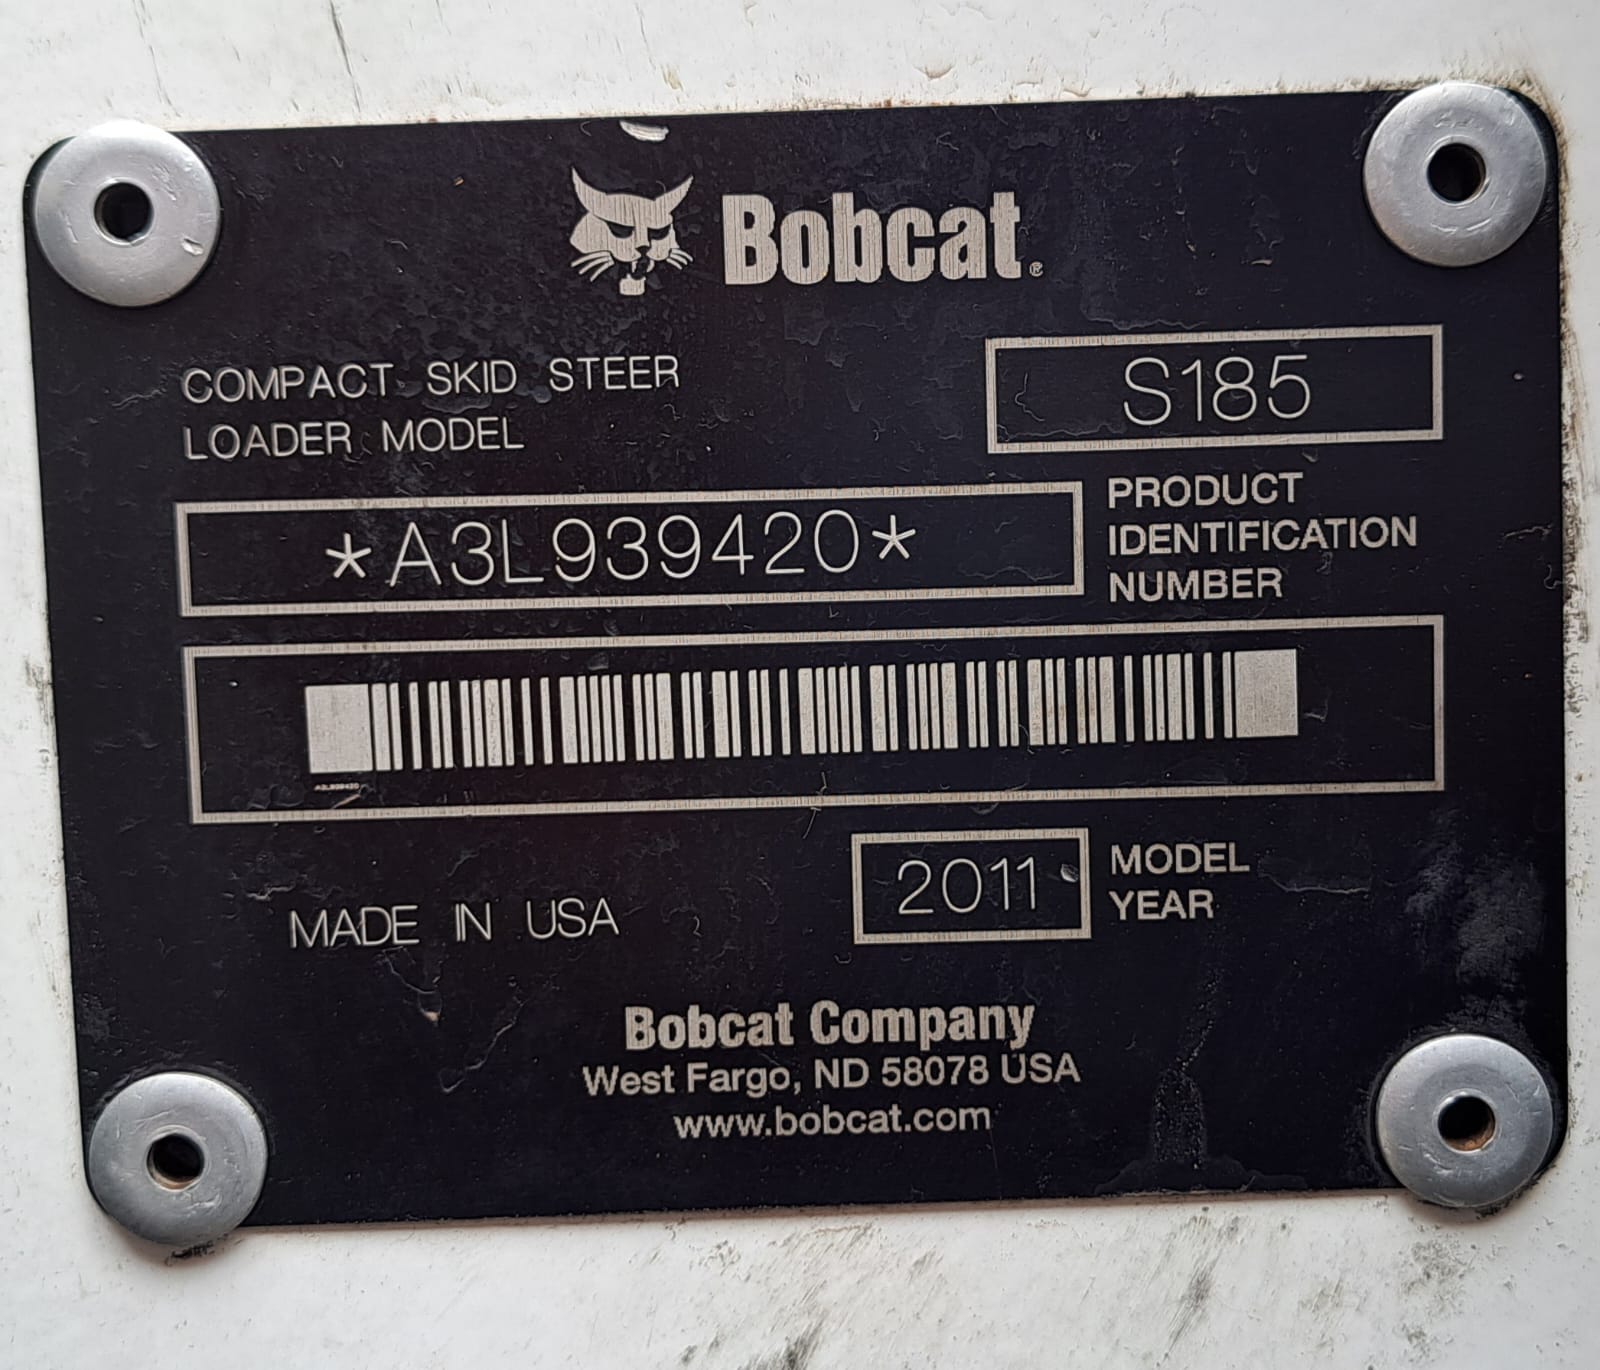 Bobcat®
COMPACT SKID STEER
LOADER MODEL
S185
*A3L939420*
PRODUCT
IDENTIFICATION
NUMBER
A3L939420
2011
MODEL
YEAR
MADE IN USA
Bobcat Company
West Fargo, ND 58078 USA
www.bobcat.com